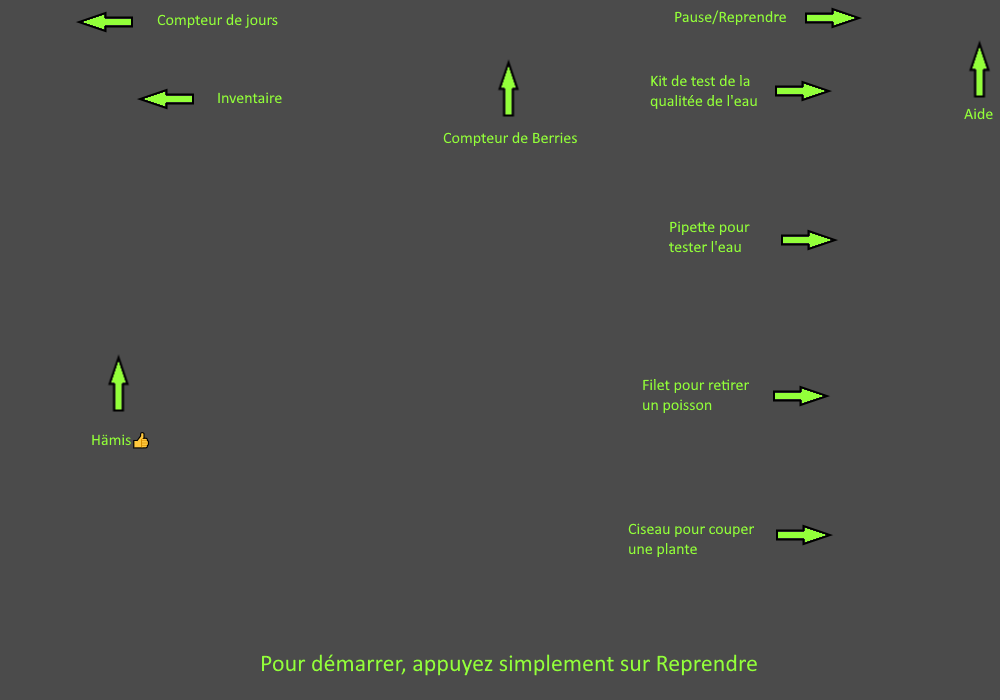 Compteur de jours
Pause/Reprendre
Kit de test de la
qualitée de l'eau
Inventaire
Aide
Compteur de Berries
Pipette pour
tester l'eau
Filet pour retirer
un poisson
Hämis👍
Ciseau pour couper
une plante
Pour démarrer, appuyez simplement sur Reprendre